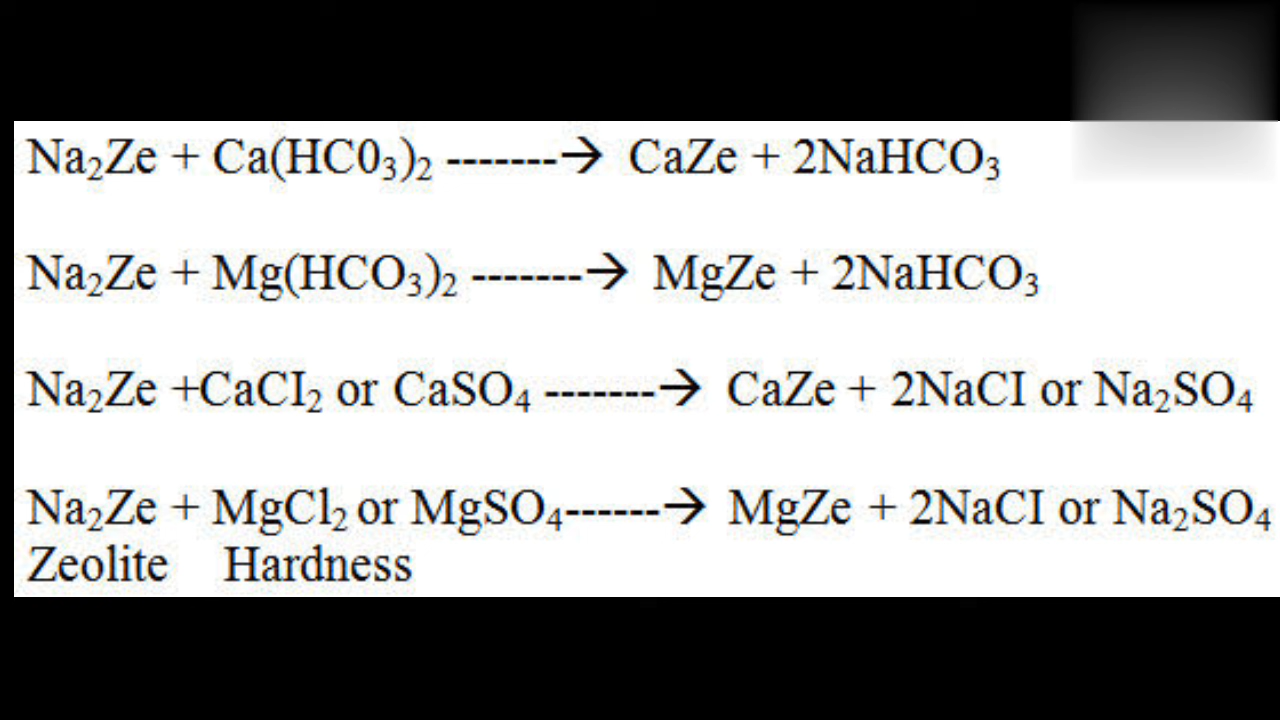 Na₂Ze + Ca(HC0₃)₂ -------→ CaZe + 2NaHCO₃
Na₂Ze + Mg(HCO₃)₂ -------→ MgZe + 2NaHCO₃
Na₂Ze +CaCI₂ or CaSO₄ -------→ CaZe + 2NaCI or Na₂SO₄
Na₂Ze + MgCl₂ or MgSO₄------→ MgZe + 2NaCI or Na₂SO₄
Zeolite Hardness